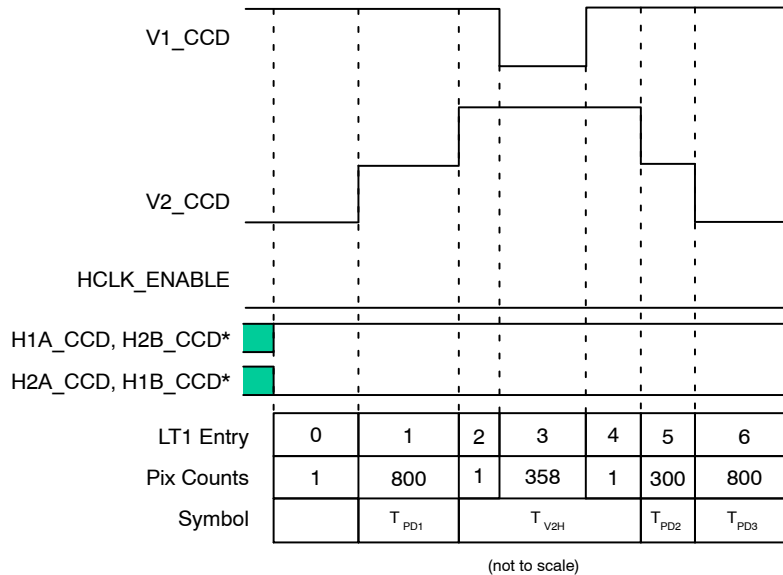 V1_CCD
V2_CCD
HCLK_ENABLE
H1A_CCD, H2B_CCD*
H2A_CCD, H1B_CCD*
LT1 Entry 0 1 2 3 4 5 6
Pix Counts 1 800 1 358 1 300 800
Symbol T PD1 T V2H T PD2 T PD3
(not to scale)